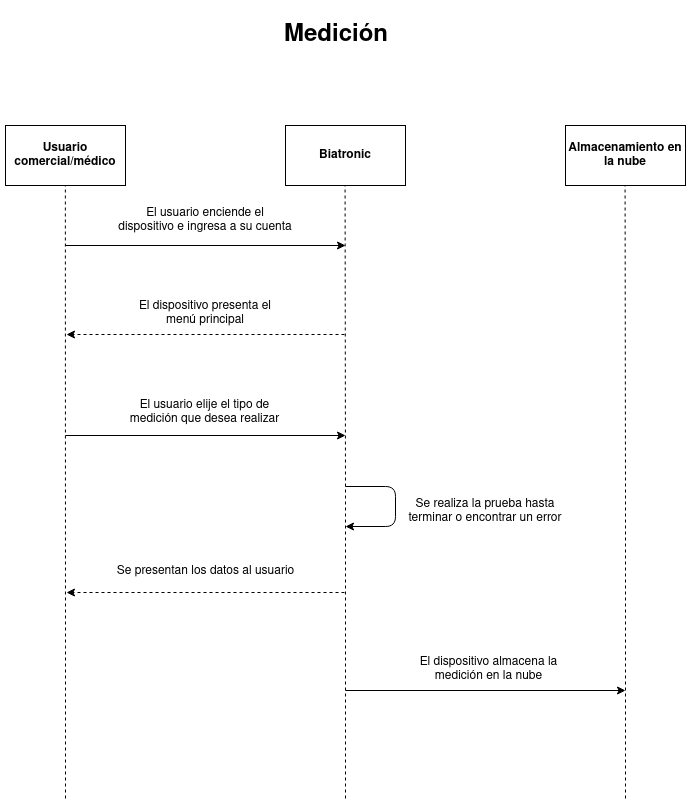 Medición
Usuario
comercial/médico
Biatronic
Almacenamiento en
la nube
El usuario enciende el
dispositivo e ingresa a su cuenta
El dispositivo presenta el
menú principal
El usuario elije el tipo de
medición que desea realizar
Se realiza la prueba hasta
terminar o encontrar un error
Se presentan los datos al usuario
El dispositivo almacena la
medición en la nube